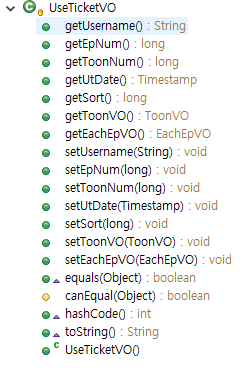 UseTicketVO
getUsername() : String
getEpNum() : long
getToonNum() : long
getUtDate() : Timestamp
getSort() : long
getToonVO() : ToonVO
getEachEpVO() : EachEpVO
setUsername(String) : void
setEpNum(long) : void
setToonNum(long) : void
setUtDate(Timestamp) : void
setSort(long) : void
setToonVO(ToonVO) : void
setEachEpVO(EachEpVO) : void
equals(Object) : boolean
canEqual(Object) : boolean
hashCode() : int
toString() : String
UseTicketVO()